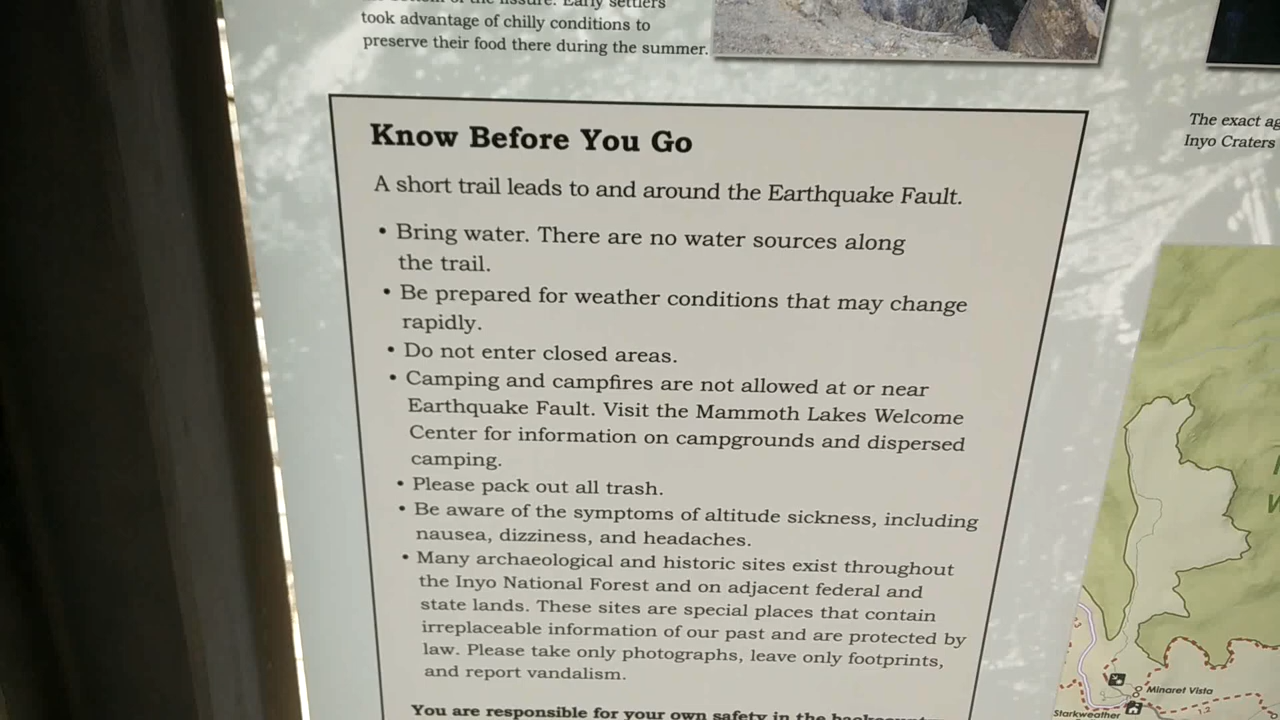 of the fissure. Early settlers
took advantage of chilly conditions to
preserve their food there during the summer.
Know Before You Go
A short trail leads to and around the Earthquake Fault.
• Bring water. There are no water sources along
the trail.
• Be prepared for weather conditions that may change
rapidly.
• Do not enter closed areas.
• Camping and campfires are not allowed at or near
Earthquake Fault. Visit the Mammoth Lakes Welcome
Center for information on campgrounds and dispersed
camping.
• Please pack out all trash.
• Be aware of the symptoms of altitude sickness, including
nausea, dizziness, and headaches.
• Many archaeological and historic sites exist throughout
the Inyo National Forest and on adjacent federal and
state lands. These sites are special places that contain
irreplaceable information of our past and are protected by
law. Please take only photographs, leave only footprints,
and report vandalism.
You are responsible for your own safety in the
The exact
Inyo Craters
Minaret Vista
Starkweather